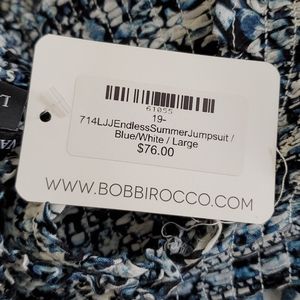 61055
19-
714LJJEndlessSummerJumpsuit /
Blue/White / Large
$76.00
WWW.BOBBIROCCO.COM